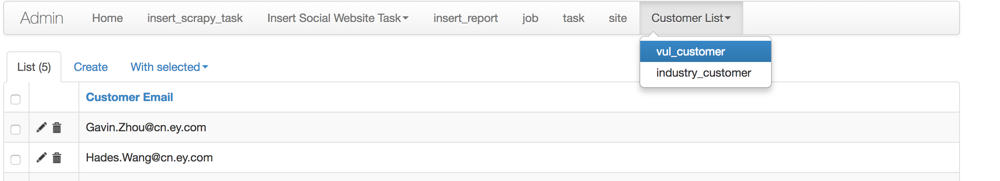 Admin Home insert_scrapy_task Insert Social Website Task insert_report job task site Customer List
vul_customer
industry_customer
List (5) Create With selected
Customer Email
Gavin.Zhou@cn.ey.com
Hades.Wang@cn.ey.com